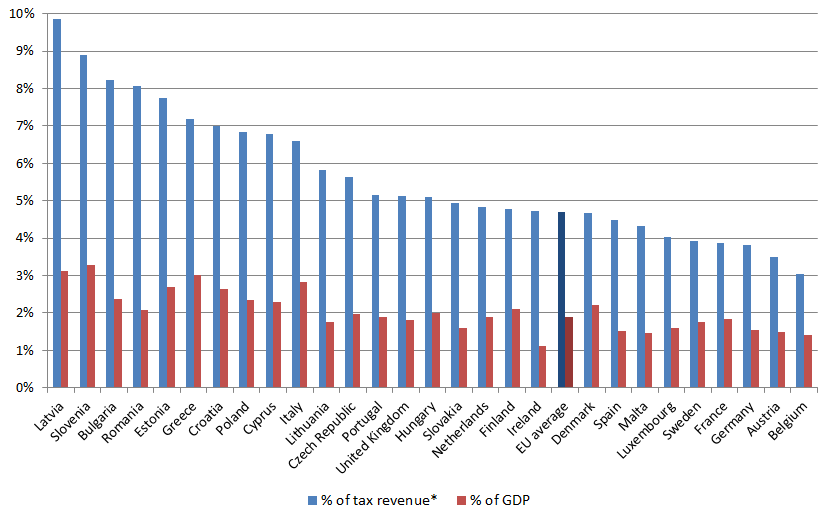 10%
9%
8%
7%
6%
5%
4%
3%
2%
1%
0%
Latvia
Slovenia
Bulgaria
Romania
Estonia
Greece
Croatia
Poland
Cyprus
Italy
Lithuania
Czech Republic
Portugal
United Kingdom
Hungary
Slovakia
Netherlands
Finland
Ireland
EU average
Denmark
Spain
Malta
Luxembourg
Sweden
France
Germany
Austria
Belgium
% of tax revenue* % of GDP